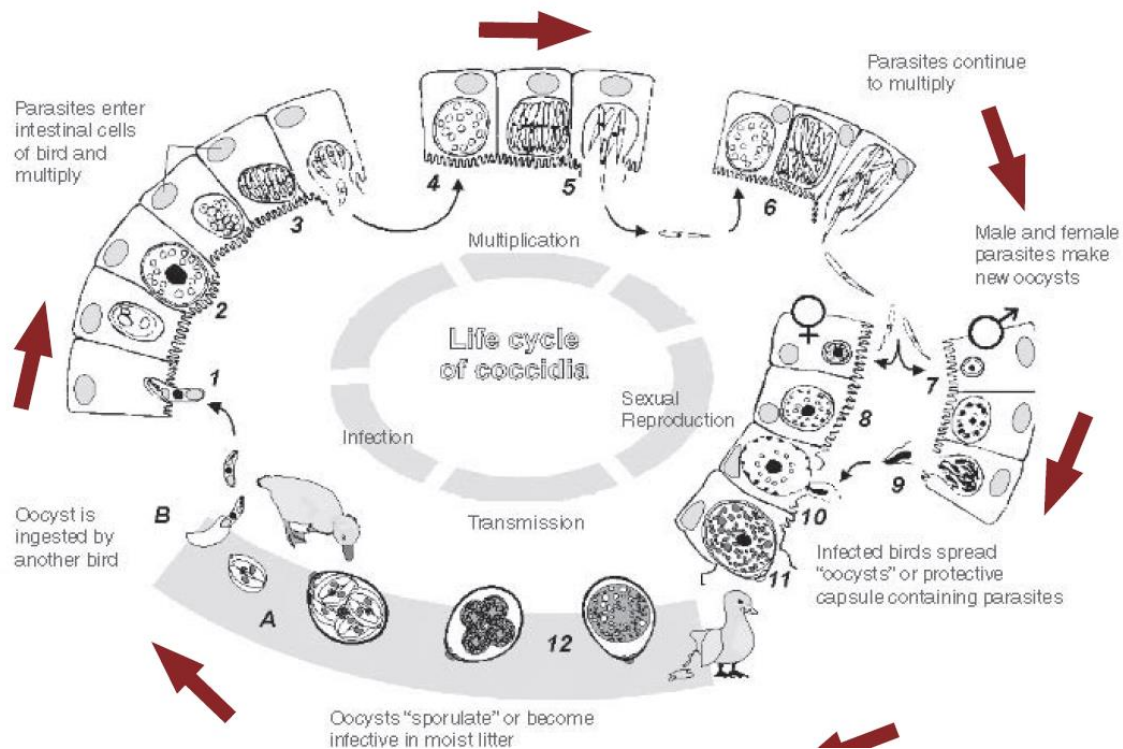 Parasites enter
intestinal cells
of bird and
multiply
Parasites continue
to multiply
Male and female
parasites make
new oocysts
Infected birds spread
"oocysts" or protective
capsule containing parasites
Oocysts "sporulate" or become
infective in moist litter
Oocyst is
ingested by
another bird
Life cycle
of coccidia
Multiplication
Sexual
Reproduction
Transmission
Infection
1
2
3
4
5
6
7
8
9
10
11
12
A
B